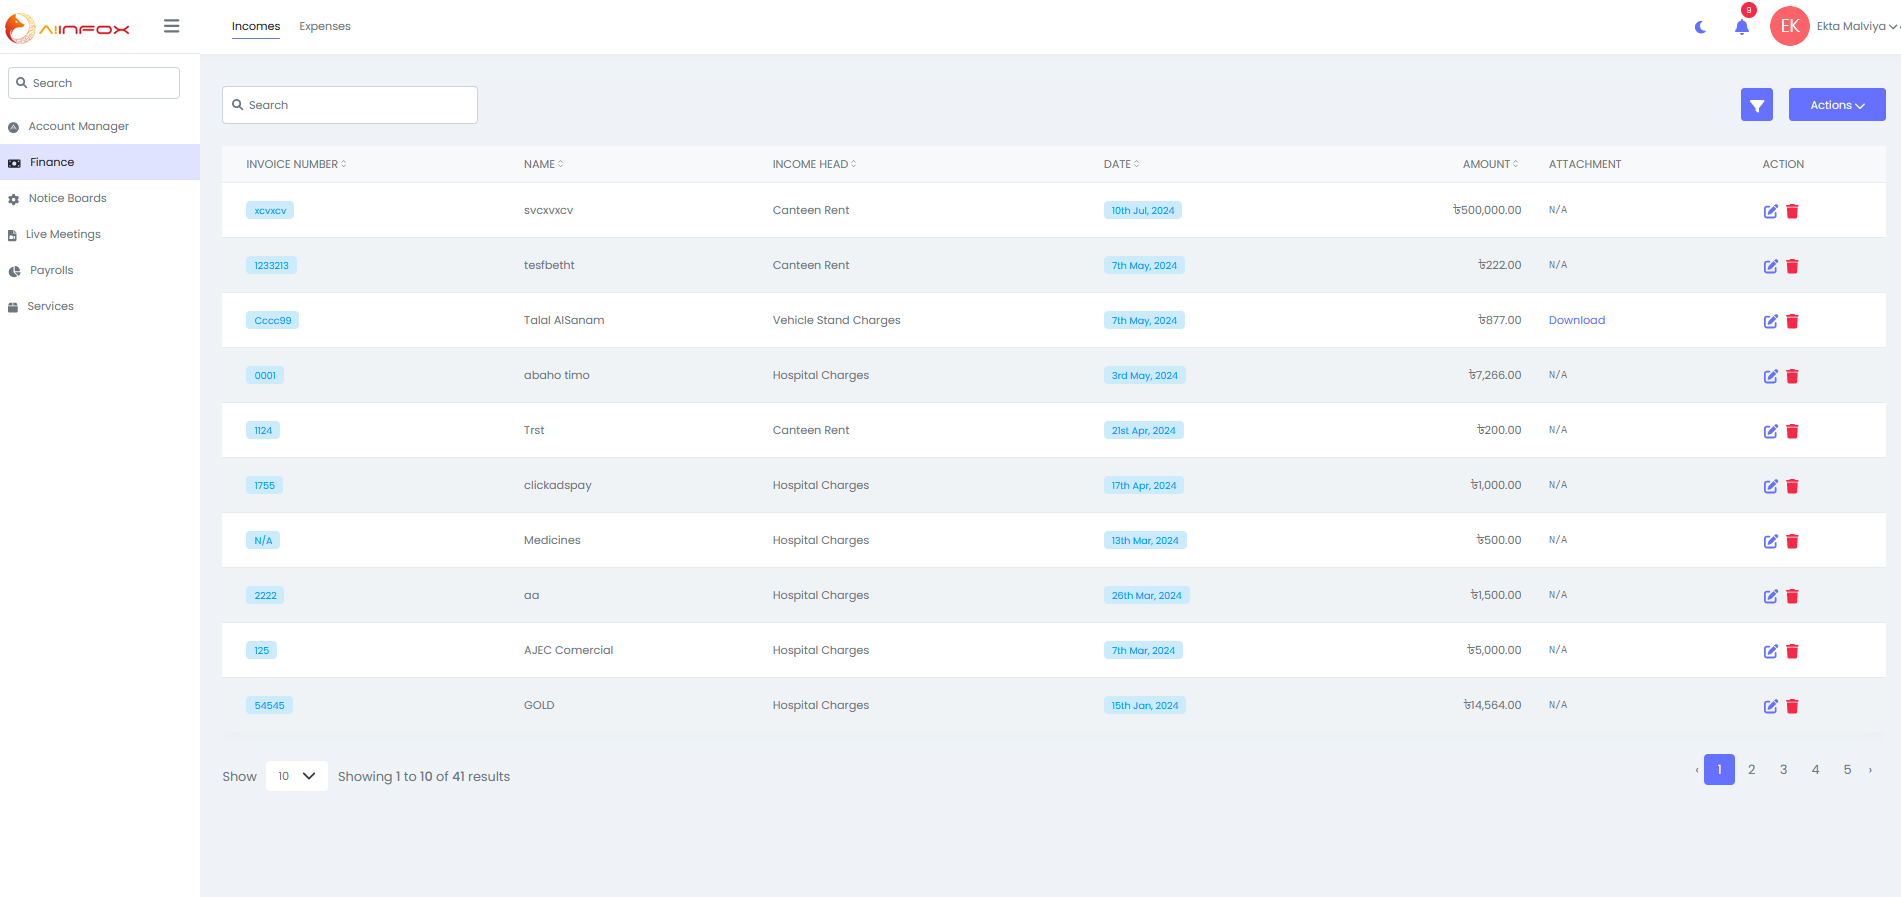 AIINFOX
Incomes Expenses
9
EK Ekta Malviya
Search
Account Manager
Finance
Notice Boards
Live Meetings
Payrolls
Services
Search
Actions
INVOICE NUMBER NAME INCOME HEAD DATE AMOUNT ATTACHMENT ACTION
xcvxcv svcxvxcv Canteen Rent 10th Jul, 2024 ৳500,000.00 N/A
1233213 tesfbetht Canteen Rent 7th May, 2024 ৳222.00 N/A
Cccc99 Talal AlSanam Vehicle Stand Charges 7th May, 2024 ৳877.00 Download
0001 abaho timo Hospital Charges 3rd May, 2024 ৳7,266.00 N/A
1124 Trst Canteen Rent 21st Apr, 2024 ৳200.00 N/A
1755 clickadspay Hospital Charges 17th Apr, 2024 ৳1,000.00 N/A
N/A Medicines Hospital Charges 13th Mar, 2024 ৳500.00 N/A
2222 aa Hospital Charges 26th Mar, 2024 ৳1,500.00 N/A
125 AJEC Comercial Hospital Charges 7th Mar, 2024 ৳5,000.00 N/A
54545 GOLD Hospital Charges 15th Jan, 2024 ৳14,564.00 N/A
Show 10 Showing 1 to 10 of 41 results
‹ 1 2 3 4 5 ›